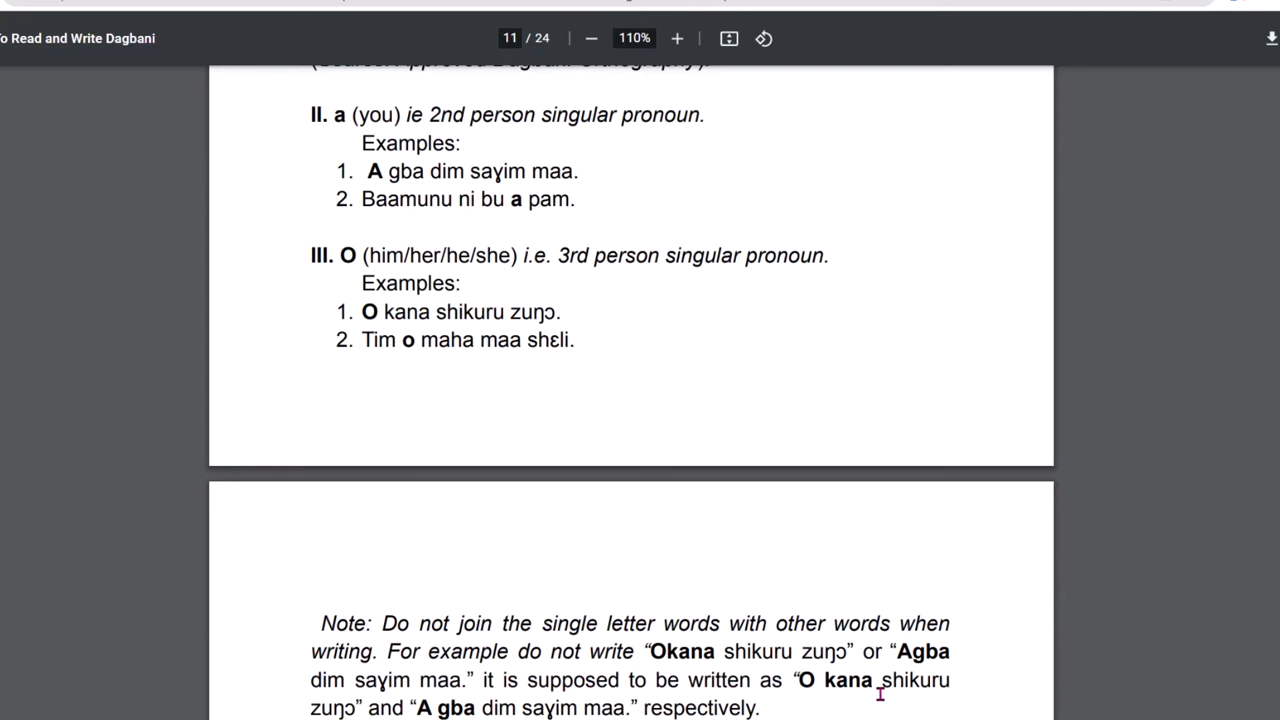 o Read and Write Dagbani
11 / 24
110%
(Source: Approved Dagbani Orthography).
II. a (you) ie 2nd person singular pronoun.
Examples:
1. A gba dim saɣim maa.
2. Baamunu ni bu a pam.
III. O (him/her/he/she) i.e. 3rd person singular pronoun.
Examples:
1. O kana shikuru zuŋɔ.
2. Tim o maha maa shɛli.
Note: Do not join the single letter words with other words when
writing. For example do not write “Okana shikuru zuŋɔ” or “Agba
dim saɣim maa.” it is supposed to be written as “O kana shikuru
zuŋɔ” and “A gba dim saɣim maa.” respectively.